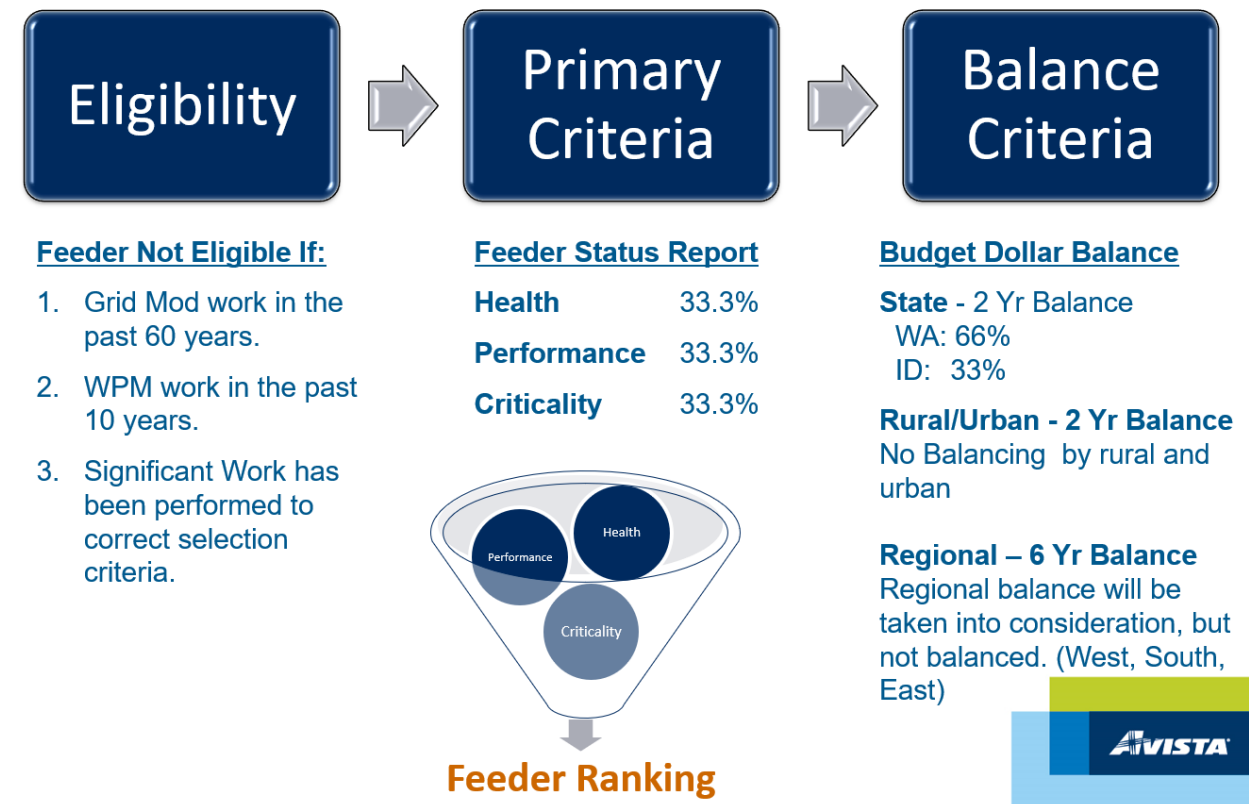 Eligibility
Primary
Criteria
Balance
Criteria
Feeder Not Eligible If:
1. Grid Mod work in the
past 60 years.
2. WPM work in the past
10 years.
3. Significant Work has
been performed to
correct selection
criteria.
Feeder Status Report
Health 33.3%
Performance 33.3%
Criticality 33.3%
Health
Performance
Criticality
Feeder Ranking
Budget Dollar Balance
State - 2 Yr Balance
WA: 66%
ID: 33%
Rural/Urban - 2 Yr Balance
No Balancing by rural and
urban
Regional – 6 Yr Balance
Regional balance will be
taken into consideration, but
not balanced. (West, South,
East)
AVISTA